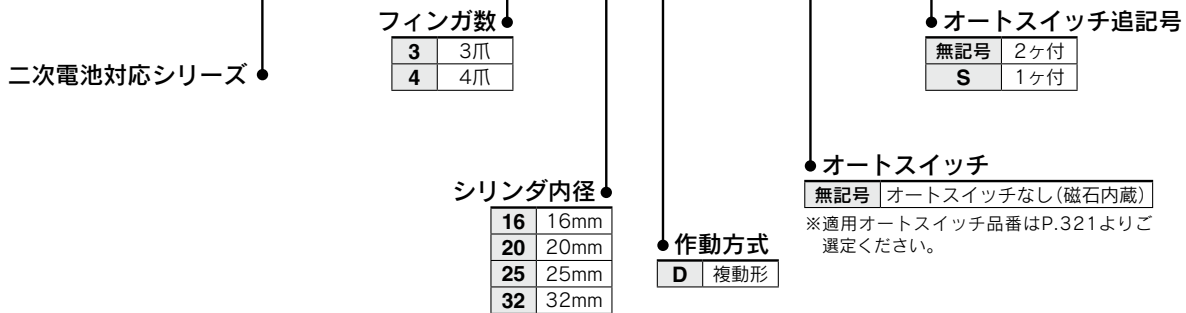 フィンガ数
3 3爪
4 4爪
オートスイッチ追記号
無記号 2ヶ付
S 1ヶ付
二次電池対応シリーズ
オートスイッチ
無記号 オートスイッチなし(磁石内蔵)
※適用オートスイッチ品番はP.321よりご
選定ください。
シリンダ内径
16 16mm
20 20mm
25 25mm
32 32mm
作動方式
D 複動形